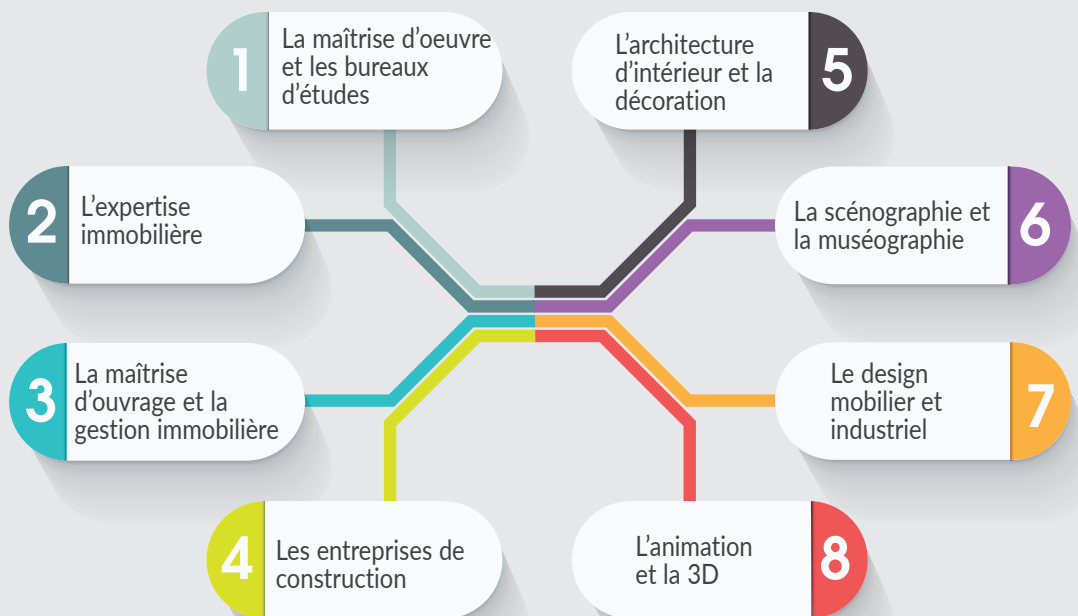 1
La maîtrise d'oeuvre
et les bureaux
d'études
2
L'expertise
immobilière
3
La maîtrise
d'ouvrage et la
gestion immobilière
4
Les entreprises de
construction
5
L'architecture
d'intérieur et la
décoration
6
La scénographie et
la muséographie
7
Le design
mobilier et
industriel
8
L'animation
et la 3D